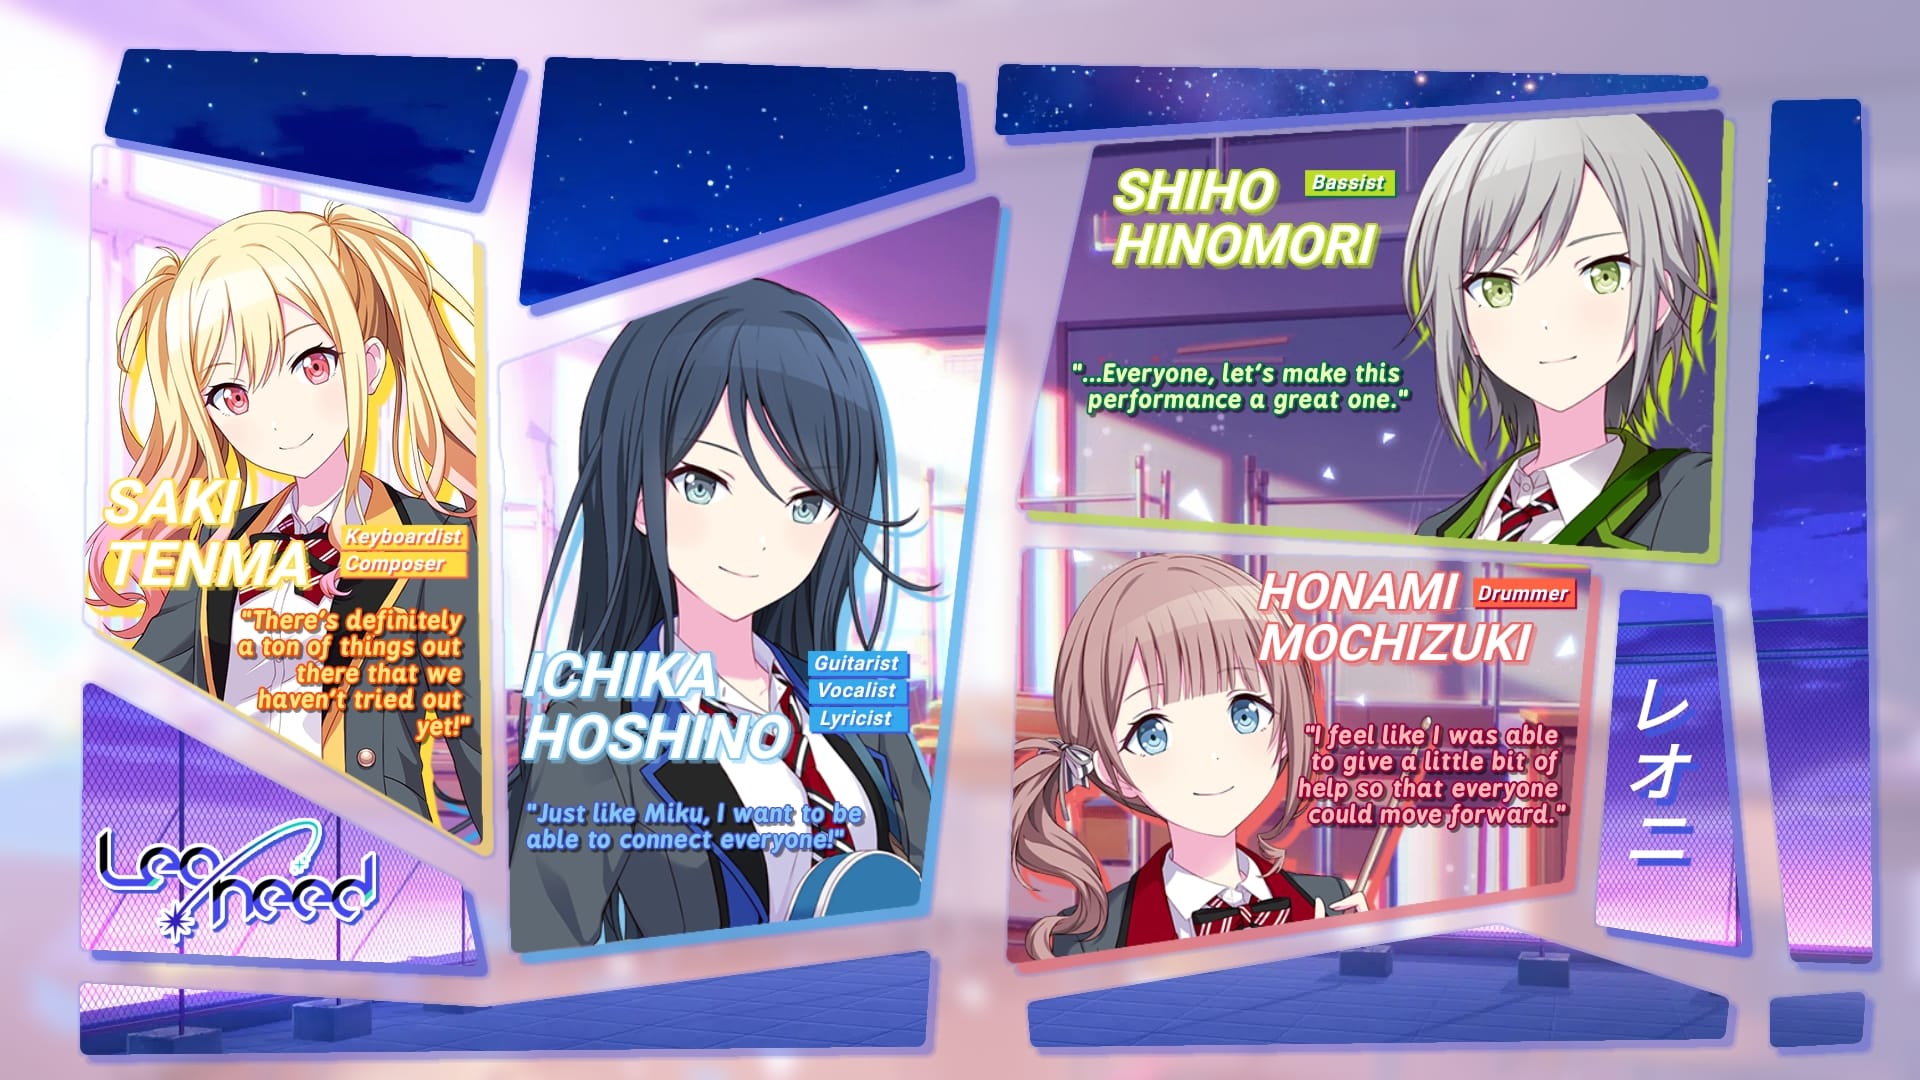 SAKI
TENMA
Keyboardist
Composer
"There's definitely
a ton of things out
there that we
haven't tried out
yet!"
Leo/need
ICHIKA
HOSHINO
Guitarist
Vocalist
Lyricist
"Just like Miku, I want to be
able to connect everyone!"
SHIHO
HINOMORI
Bassist
"...Everyone, let's make this
performance a great one."
HONAMI
MOCHIZUKI
Drummer
"I feel like I was able
to give a little bit of
help so that everyone
could move forward."
レオニ